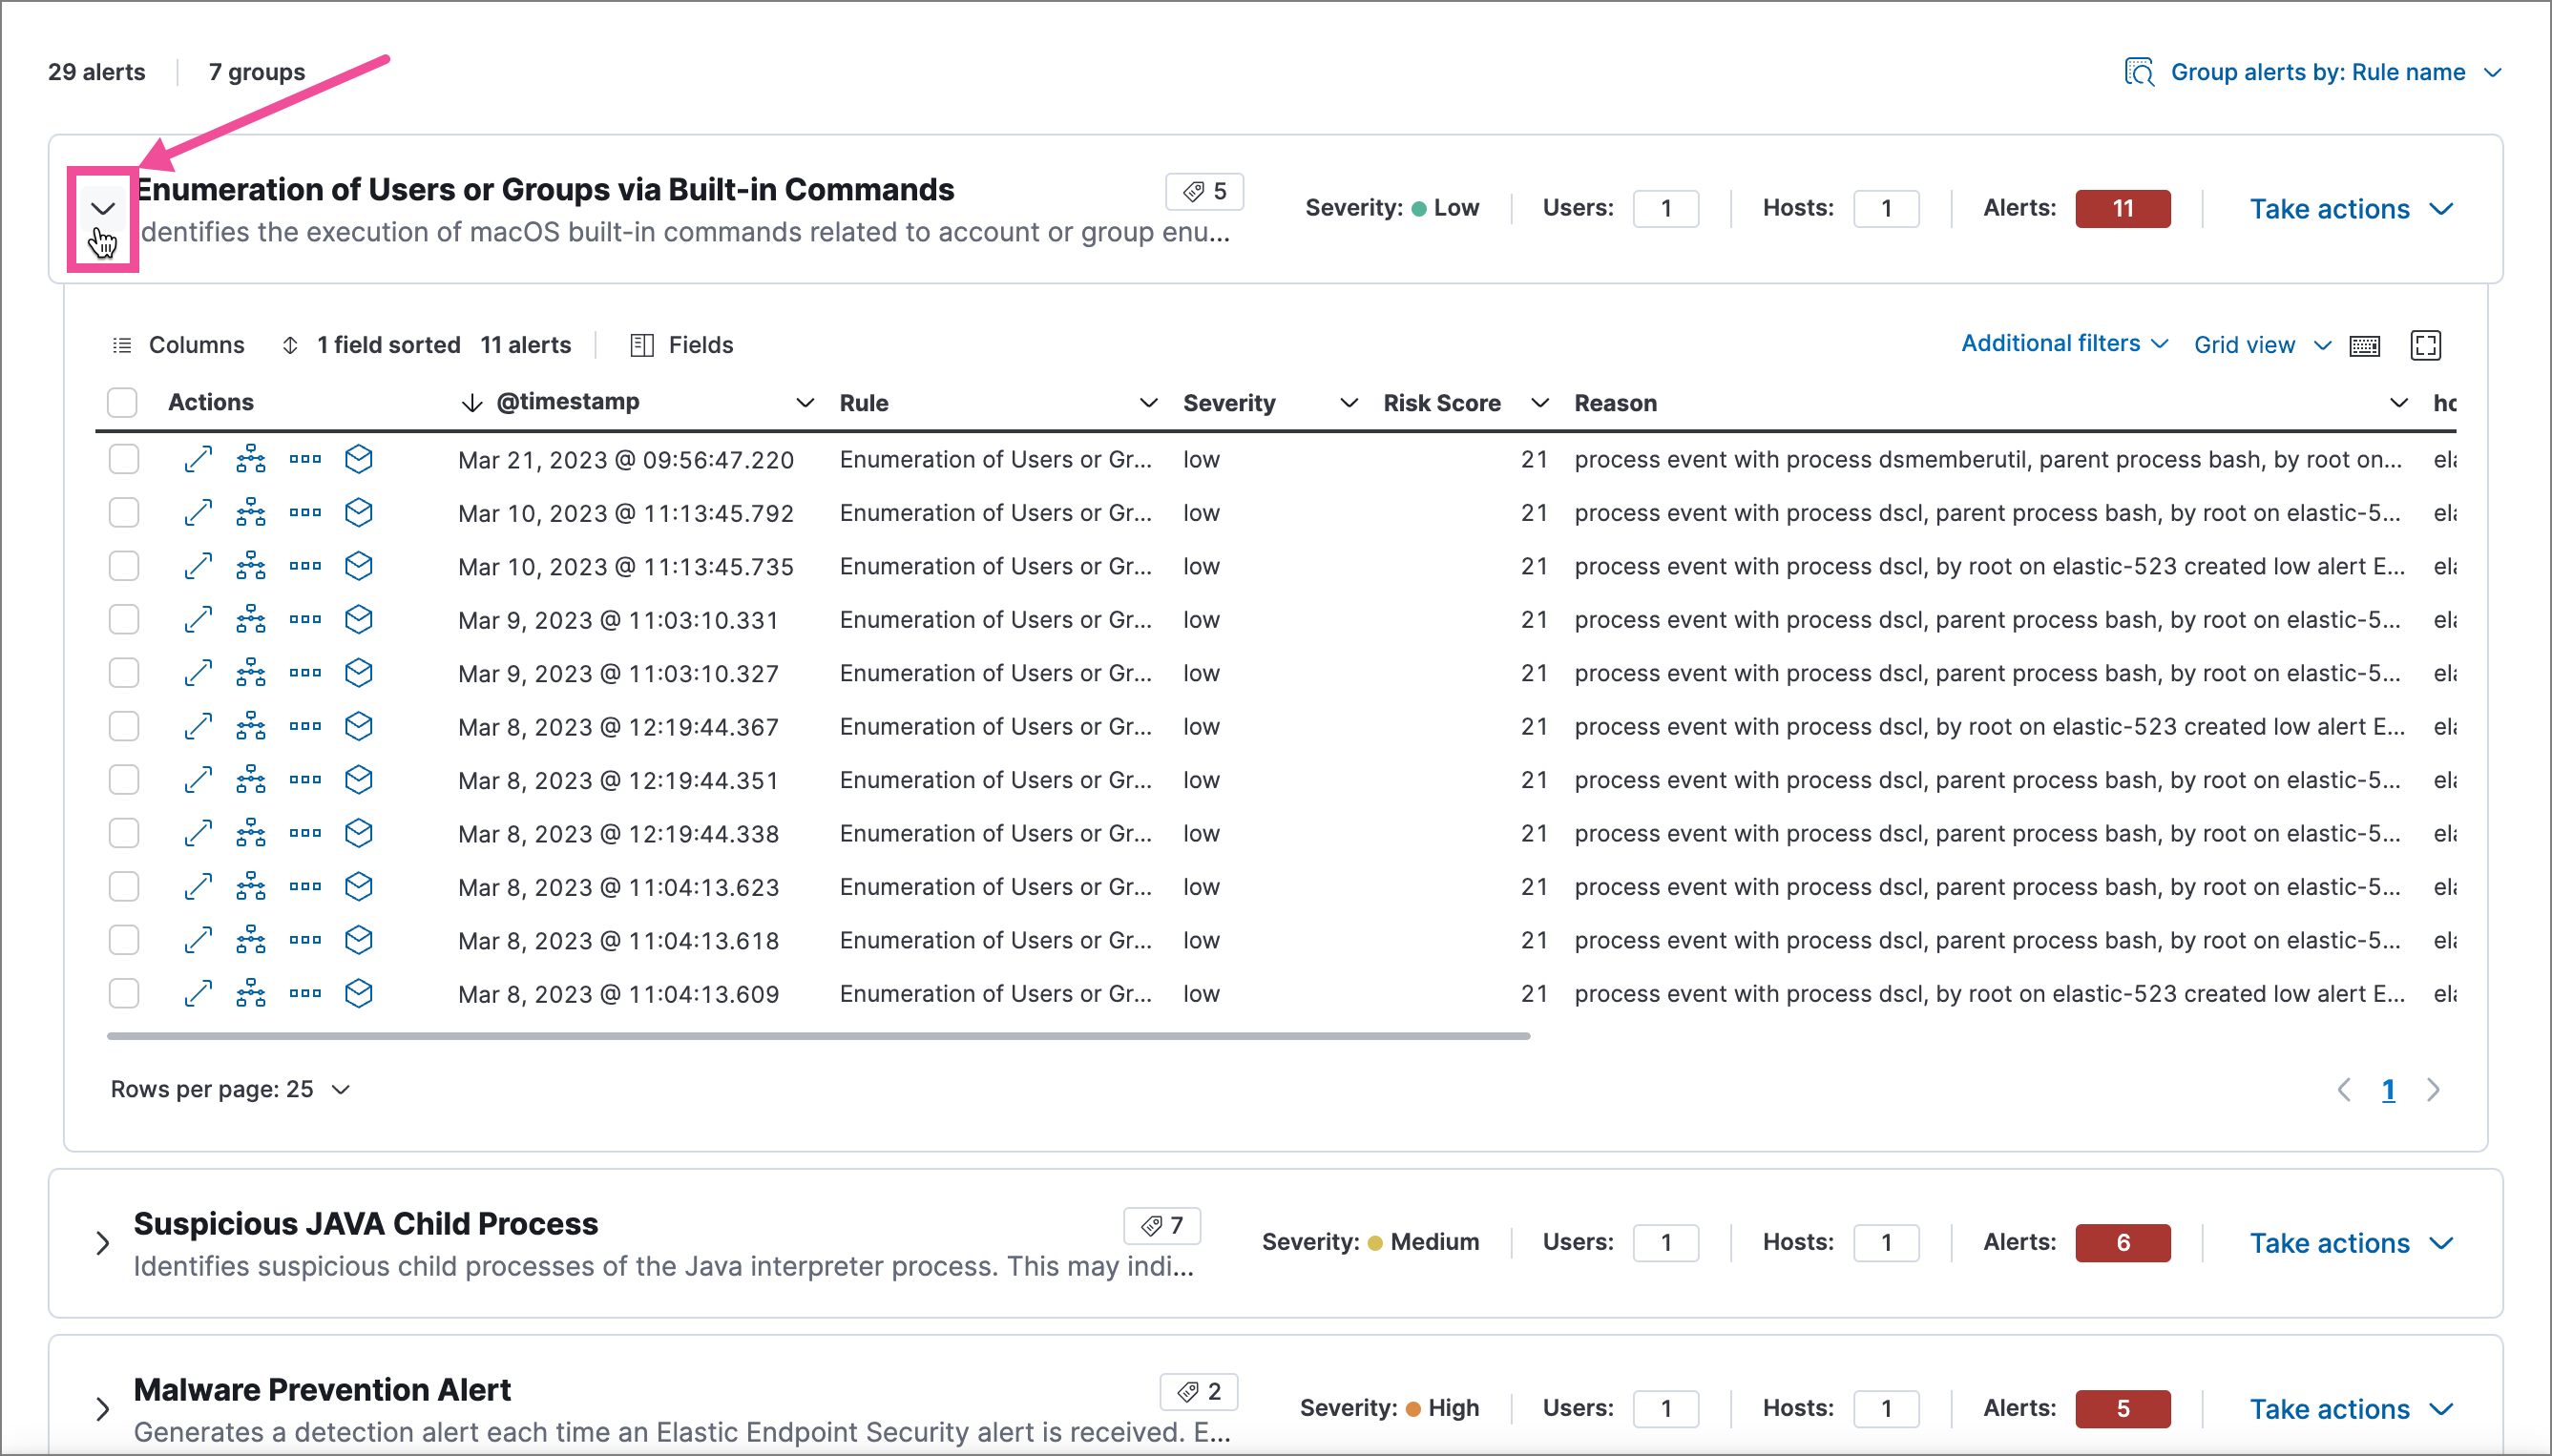 29 alerts 7 groups Group alerts by: Rule name
Enumeration of Users or Groups via Built-in Commands 5 Severity: Low Users: 1 Hosts: 1 Alerts: 11 Take actions
dentifies the execution of macOS built-in commands related to account or group enu...
Columns 1 field sorted 11 alerts Fields Additional filters Grid view
Actions @timestamp Rule Severity Risk Score Reason hc
Mar 21, 2023 @ 09:56:47.220 Enumeration of Users or Gr... low 21 process event with process dsmemberutil, parent process bash, by root on... ela
Mar 10, 2023 @ 11:13:45.792 Enumeration of Users or Gr... low 21 process event with process dscl, parent process bash, by root on elastic-5... ela
Mar 10, 2023 @ 11:13:45.735 Enumeration of Users or Gr... low 21 process event with process dscl, by root on elastic-523 created low alert E... ela
Mar 9, 2023 @ 11:03:10.331 Enumeration of Users or Gr... low 21 process event with process dscl, parent process bash, by root on elastic-5... ela
Mar 9, 2023 @ 11:03:10.327 Enumeration of Users or Gr... low 21 process event with process dscl, parent process bash, by root on elastic-5... ela
Mar 8, 2023 @ 12:19:44.367 Enumeration of Users or Gr... low 21 process event with process dscl, by root on elastic-523 created low alert E... ela
Mar 8, 2023 @ 12:19:44.351 Enumeration of Users or Gr... low 21 process event with process dscl, parent process bash, by root on elastic-5... ela
Mar 8, 2023 @ 12:19:44.338 Enumeration of Users or Gr... low 21 process event with process dscl, parent process bash, by root on elastic-5... ela
Mar 8, 2023 @ 11:04:13.623 Enumeration of Users or Gr... low 21 process event with process dscl, parent process bash, by root on elastic-5... ela
Mar 8, 2023 @ 11:04:13.618 Enumeration of Users or Gr... low 21 process event with process dscl, parent process bash, by root on elastic-5... ela
Mar 8, 2023 @ 11:04:13.609 Enumeration of Users or Gr... low 21 process event with process dscl, by root on elastic-523 created low alert E... ela
Rows per page: 25 1
Suspicious JAVA Child Process 7 Severity: Medium Users: 1 Hosts: 1 Alerts: 6 Take actions
Identifies suspicious child processes of the Java interpreter process. This may indi...
Malware Prevention Alert 2 Severity: High Users: 1 Hosts: 1 Alerts: 5 Take actions
Generates a detection alert each time an Elastic Endpoint Security alert is received. E...